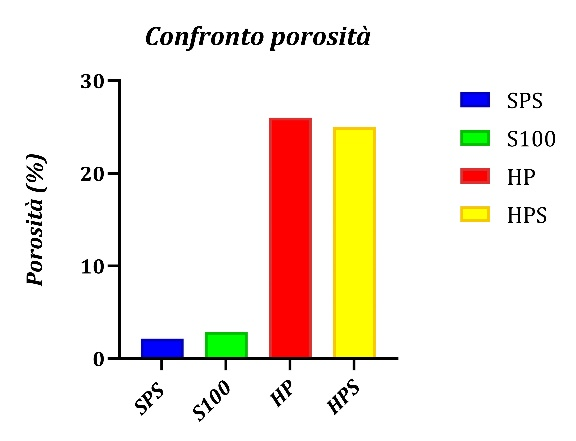 Confronto porosità
Porosità (%)
30
20
10
0
SPS
S100
HP
HPS
SPS
S100
HP
HPS